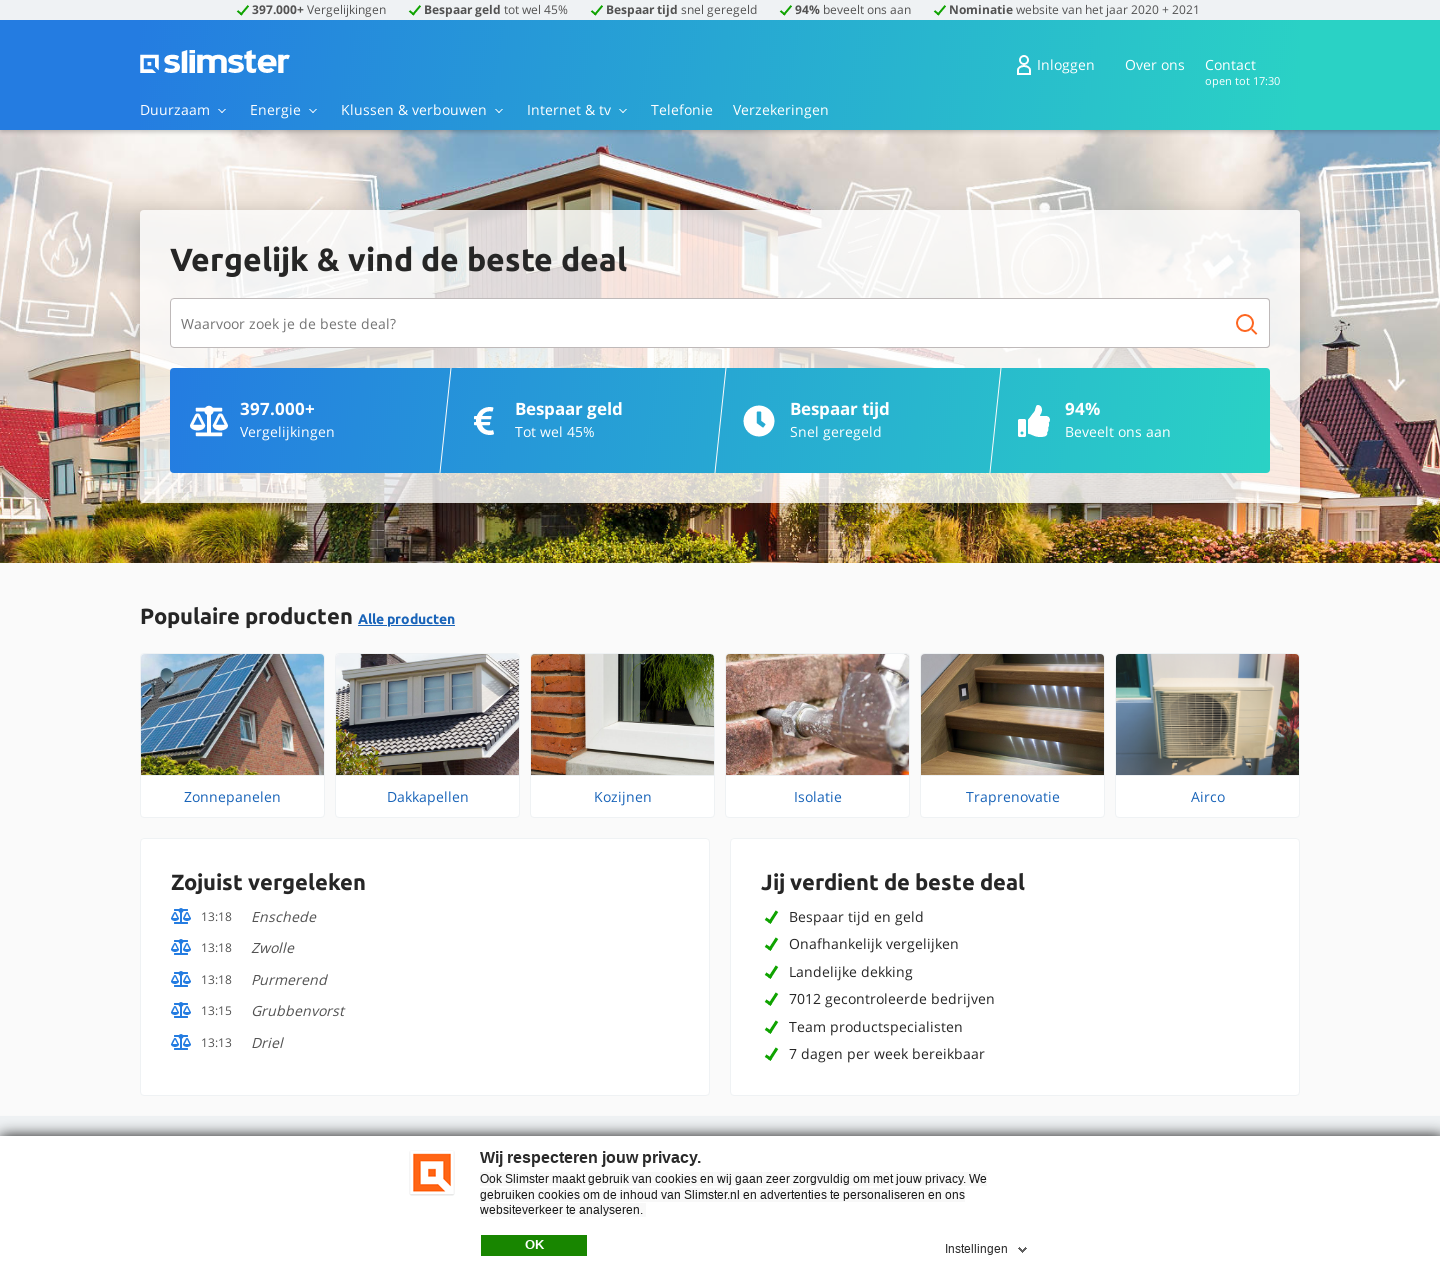 397.000+ Vergelijkingen Bespaar geld tot wel 45% Bespaar tijd snel geregeld 94% beveelt ons aan Nominatie website van het jaar 2020 + 2021
slimster
Inloggen Over ons Contact
open tot 17:30
Duurzaam Energie Klussen & verbouwen Internet & tv Telefonie Verzekeringen
Vergelijk & vind de beste deal
Waarvoor zoek je de beste deal?
397.000+
Vergelijkingen
Bespaar geld
Tot wel 45%
Bespaar tijd
Snel geregeld
94%
Beveelt ons aan
Populaire producten Alle producten
Zonnepanelen
Dakkapellen
Kozijnen
Isolatie
Traprenovatie
Airco
Zojuist vergeleken
13:18 Enschede
13:18 Zwolle
13:18 Purmerend
13:15 Grubbenvorst
13:13 Driel
Jij verdient de beste deal
Bespaar tijd en geld
Onafhankelijk vergelijken
Landelijke dekking
7012 gecontroleerde bedrijven
Team productspecialisten
7 dagen per week bereikbaar
Wij respecteren jouw privacy.
Ook Slimster maakt gebruik van cookies en wij gaan zeer zorgvuldig om met jouw privacy. We
gebruiken cookies om de inhoud van Slimster.nl en advertenties te personaliseren en ons
websiteverkeer te analyseren.
OK
Instellingen